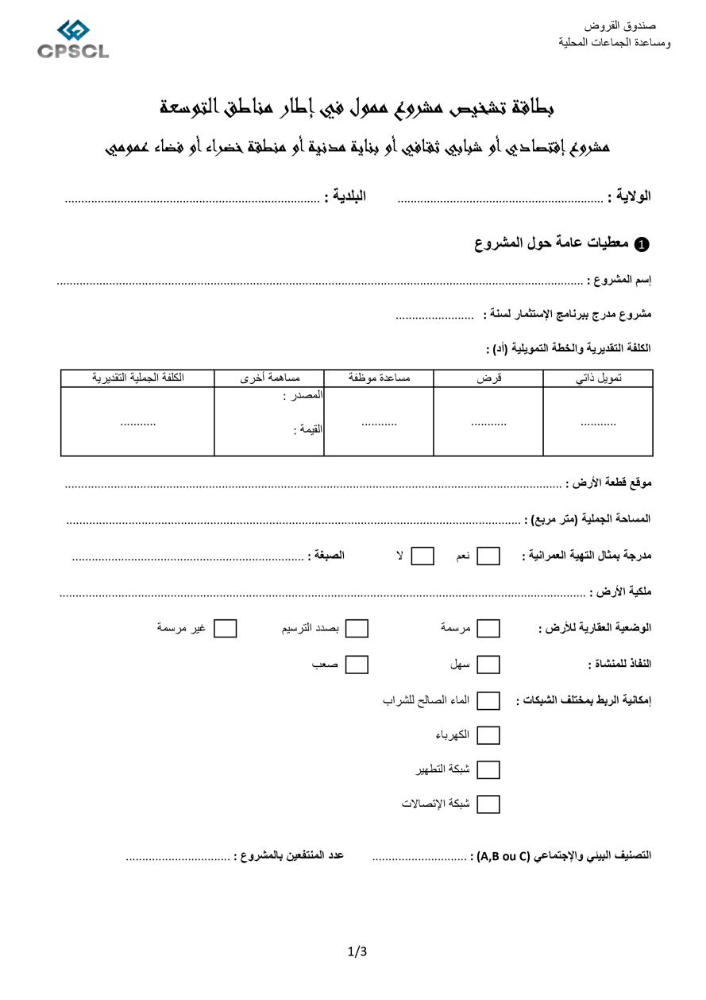 CPSCL
صندوق القروض
ومساعدة الجماعات المحلية
بطاقة تشخيص مشروع ممول في إطار مناطق التوسعة
مشروع إقتصادي أو شبابي ثقافي أو بناية مدنية أو منطقة خضراء أو فضاء عمومي
الولاية : .............................................................. البلدية : ..............................................................................
❶ معطيات عامة حول المشروع
إسم المشروع : .................................................................................................................................................................
مشروع مدرج ببرنامج الإستثمار لسنة : ........................
الكلفة التقديرية والخطة التمويلية (أد) :
تمويل ذاتي قرض مساعدة موظفة مساهمة أخرى الكلفة الجملية التقديرية
المصدر :
........... ........... ........... ...........
القيمة :
موقع قطعة الأرض : ........................................................................................................................................................
المساحة الجملية (متر مربع) : ...........................................................................................................................................
مدرجة بمثال التهية العمرانية : نعم لا الصبغة : .......................................................................
ملكية الأرض : .................................................................................................................................................................
الوضعية العقارية للأرض : مرسمة بصدد الترسيم غير مرسمة
النفاذ للمنشاة : سهل صعب
إمكانية الربط بمختلف الشبكات : الماء الصالح للشراب
الكهرباء
شبكة التطهير
شبكة الإتصالات
التصنيف البيئي والإجتماعي (A,B ou C) : ............................. عدد المنتفعين بالمشروع : ................................
1/3